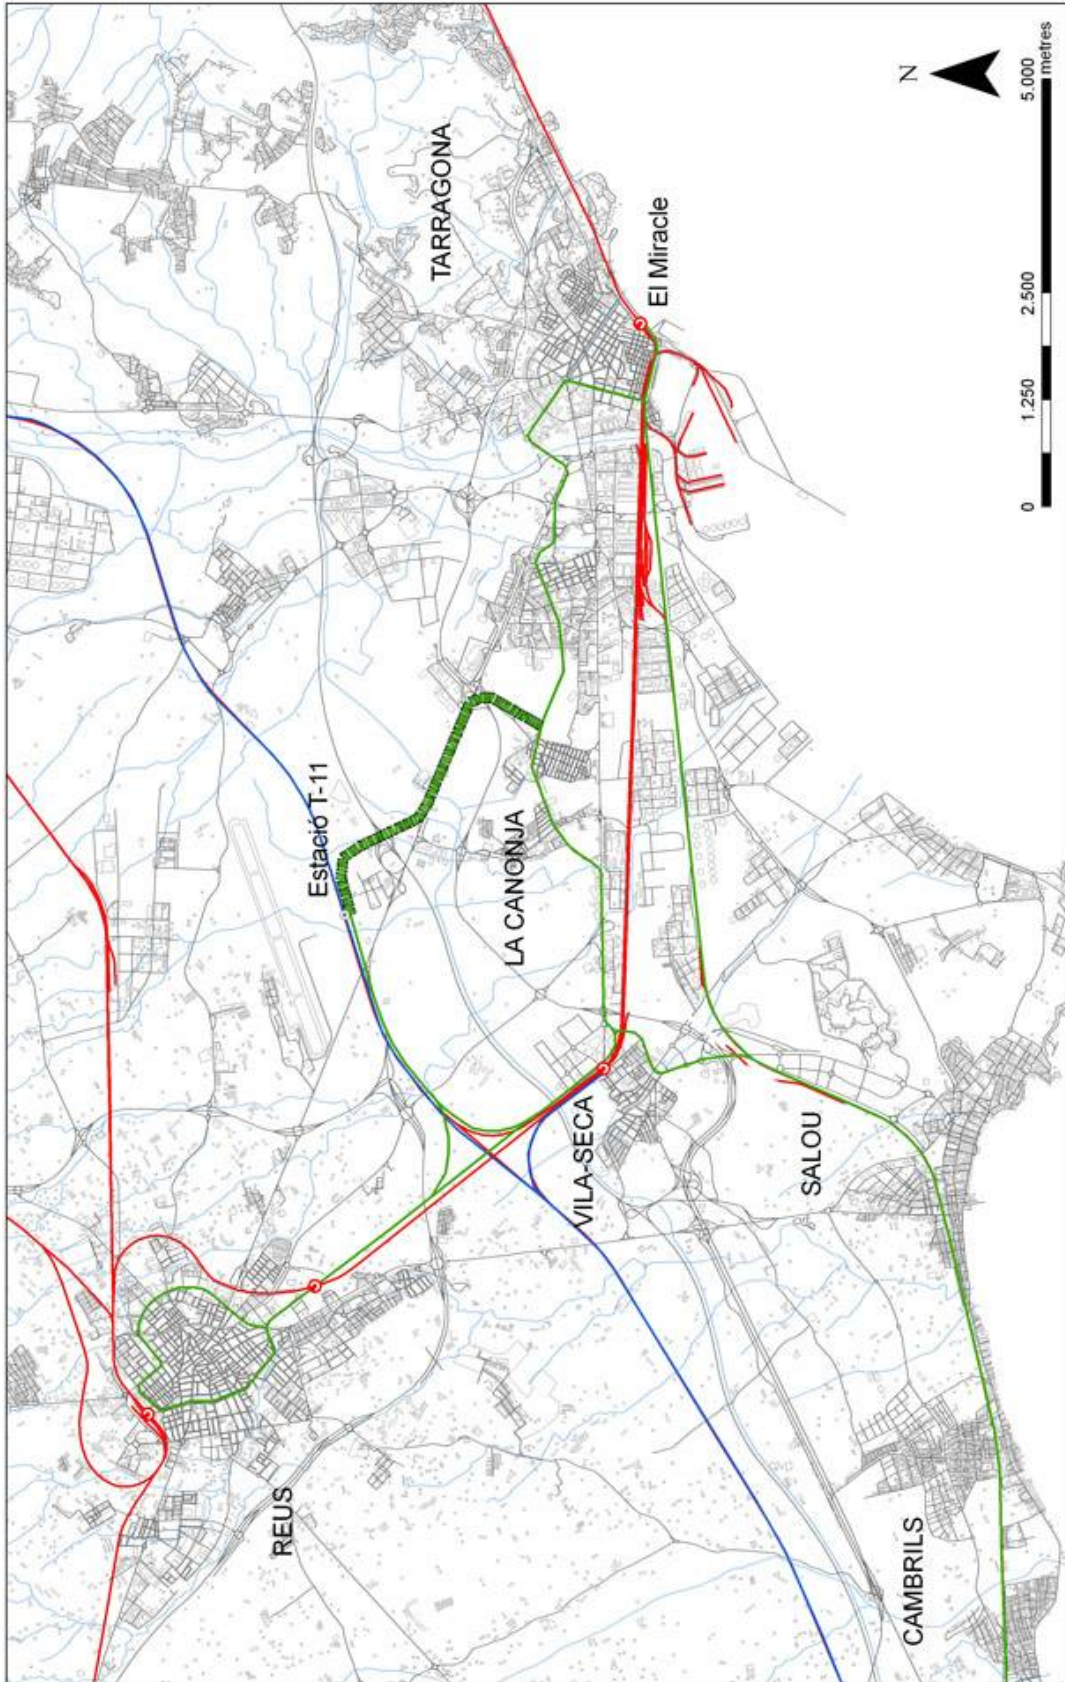 TARRAGONA
El Miracle
Estació T-11
LA CANONJA
VILA-SECA
SALOU
REUS
CAMBRILS
N
0 1.250 2.500 5.000
metres